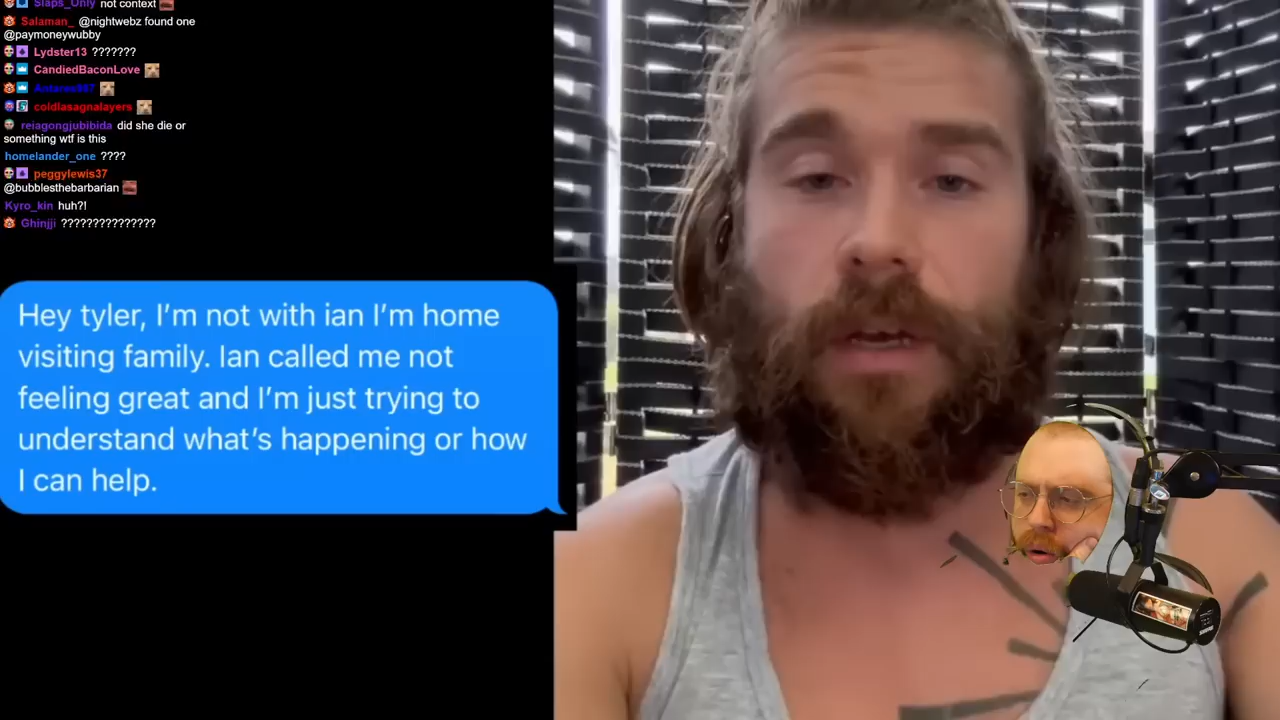 Slaps_Only not context
Salaman_ @nightwebz found one
@paymoneywubby
Lydster13 ???????
CandiedBaconLove
coldlasagnalayers
reiagongjubibida did she die or
something wtf is this
homelander_one ????
peggylewis37
@bubblesthebarbarian
Kyro_kin huh?!
Ghinjji ???????????????
Hey tyler, I'm not with ian I'm home
visiting family. Ian called me not
feeling great and I'm just trying to
understand what's happening or how
I can help.